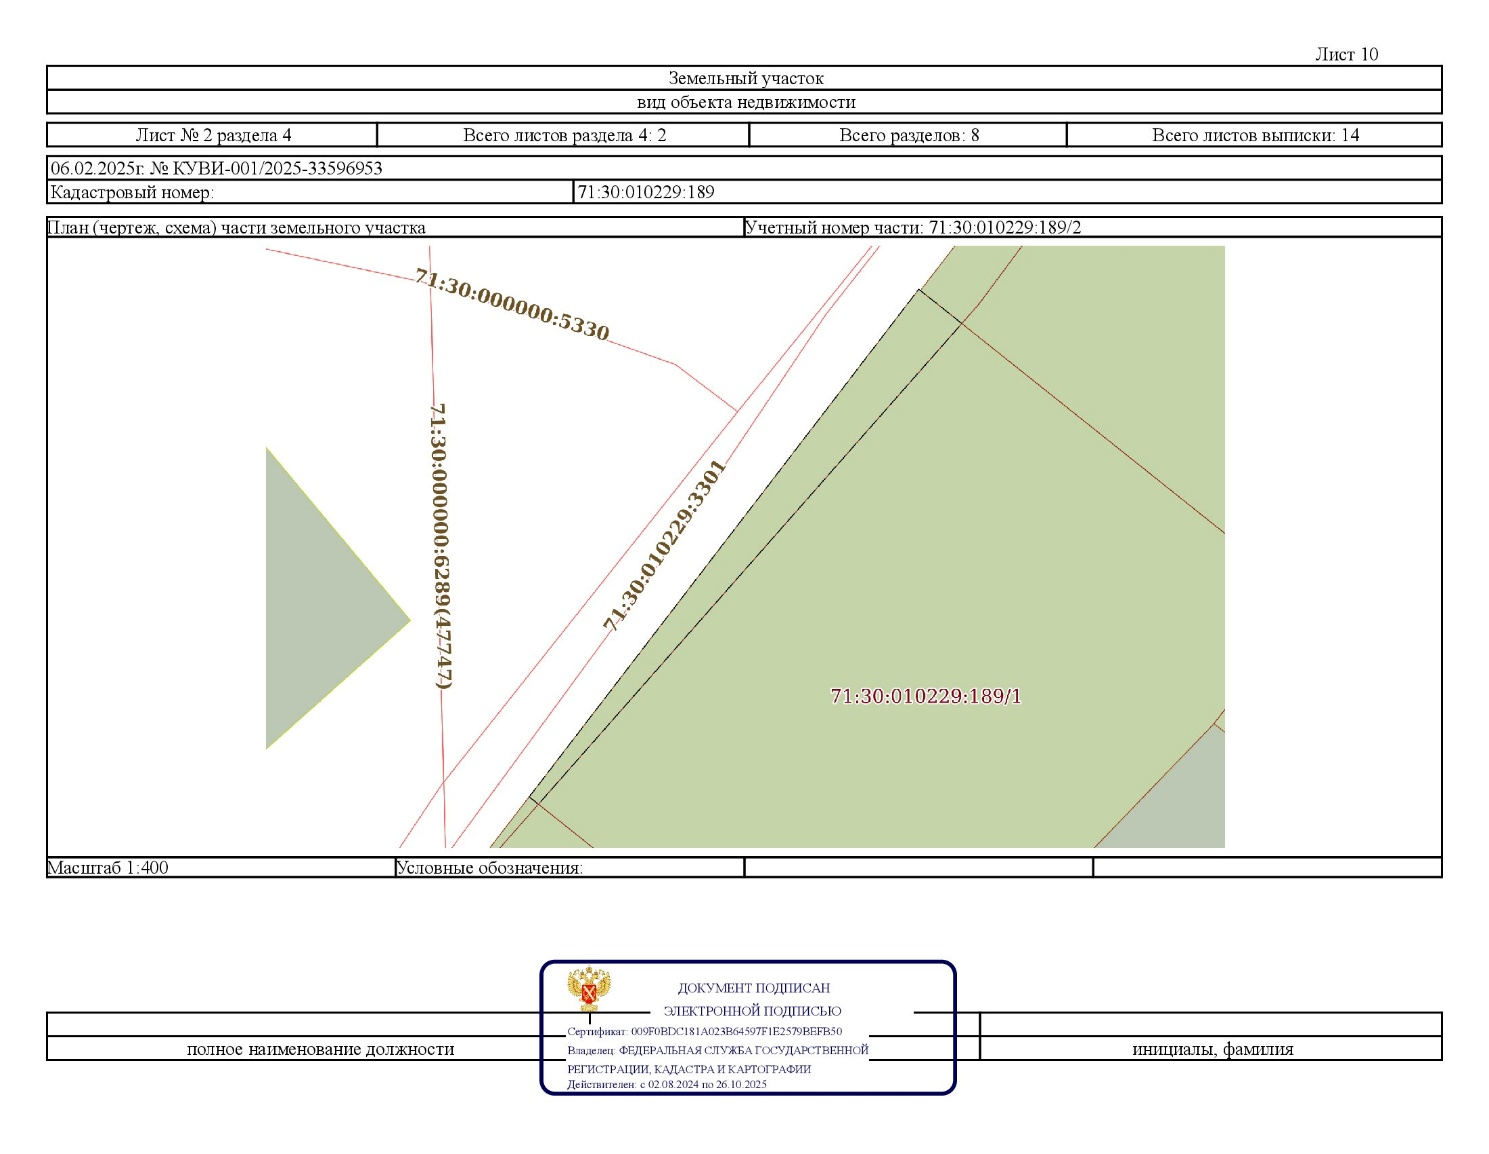 Лист 10
Земельный участок
вид объекта недвижимости
Лист № 2 раздела 4 Всего листов раздела 4: 2 Всего разделов: 8 Всего листов выписки: 14
06.02.2025г. № КУВИ-001/2025-33596953
Кадастровый номер: 71:30:010229:189
План (чертеж, схема) части земельного участка Учетный номер части: 71:30:010229:189/2
71:30:000000:5330
71:30:000000:6289(47747)
71:30:010229:3301
71:30:010229:189/1
Масштаб 1:400 Условные обозначения:
ДОКУМЕНТ ПОДПИСАН
ЭЛЕКТРОННОЙ ПОДПИСЬЮ
Сертификат: 009F0BDC181A023B64597F1E2579BEFB50
Владелец: ФЕДЕРАЛЬНАЯ СЛУЖБА ГОСУДАРСТВЕННОЙ
РЕГИСТРАЦИИ, КАДАСТРА И КАРТОГРАФИИ
Действителен: с 02.08.2024 по 26.10.2025
полное наименование должности инициалы, фамилия